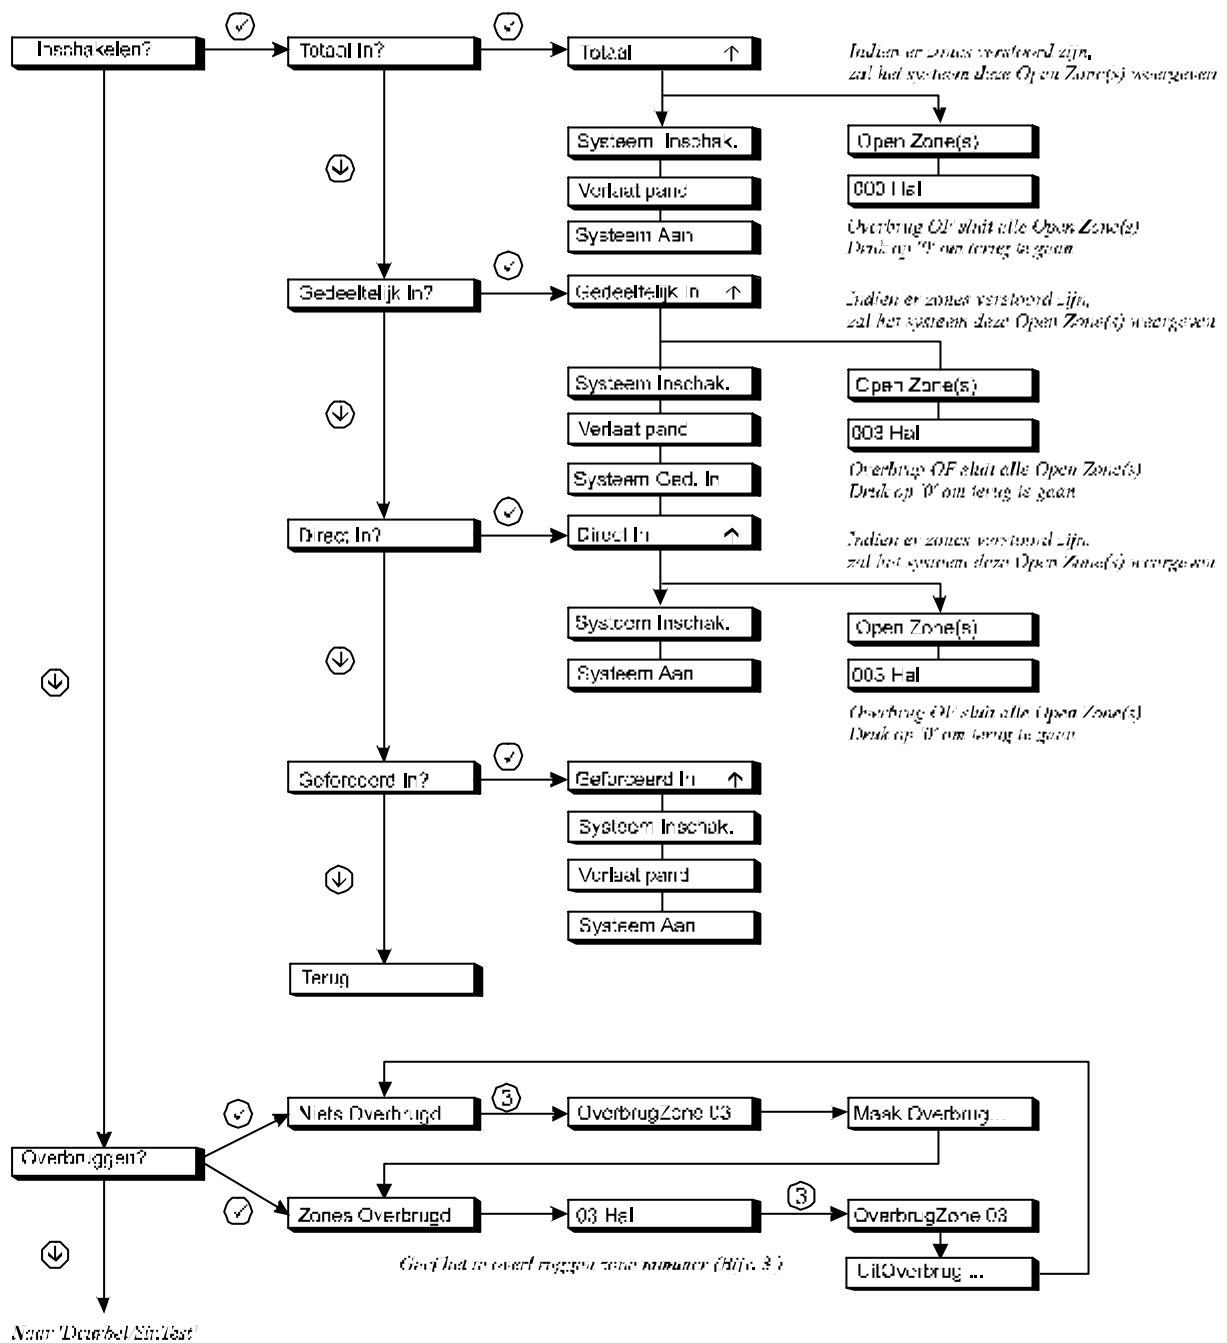 Inschakelen?
Totaal In?
Totaal ↑
Indien er zones verstoord zijn,
zal het systeem deze Open Zone(s) weergeven
Systeem Inschak.
Open Zone(s)
Verlaat pand
003 Hal
Systeem Aan
Overbrug OF sluit alle Open Zone(s)
Druk op '0' om terug te gaan
Gedeeltelijk In?
Gedeeltelijk In ↑
Indien er zones verstoord zijn,
zal het systeem deze Open Zone(s) weergeven
Systeem Inschak.
Open Zone(s)
Verlaat pand
003 Hal
Systeem Ged. In
Overbrug OF sluit alle Open Zone(s)
Druk op '0' om terug te gaan
Direct In?
Direct In ↑
Indien er zones verstoord zijn,
zal het systeem deze Open Zone(s) weergeven
Systeem Inschak.
Open Zone(s)
Systeem Aan
003 Hal
Overbrug OF sluit alle Open Zone(s)
Druk op '0' om terug te gaan
Geforceerd In?
Geforceerd In ↑
Systeem Inschak.
Verlaat pand
Systeem Aan
Terug
Niets Overbrugd
3
OverbrugZone 03
Maak Overbrug...
Overbruggen?
Zones Overbrugd
03 Hal
3
OverbrugZone 03
Geef het te overbruggen zone nummer (Bijv. 3)
UitOverbrug ...
Naar 'Deurbel/Sir.Test'